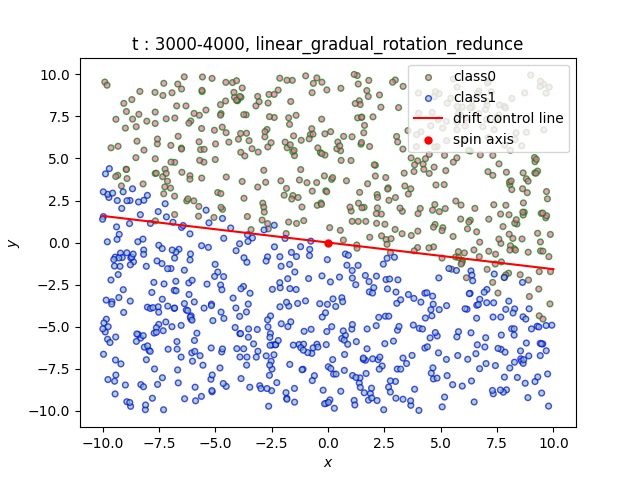 t : 3000-4000, linear_gradual_rotation_redunce
class0
class1
drift control line
spin axis
10.0
7.5
5.0
2.5
0.0
−2.5
−5.0
−7.5
−10.0
y
−10.0 −7.5 −5.0 −2.5 0.0 2.5 5.0 7.5 10.0
x